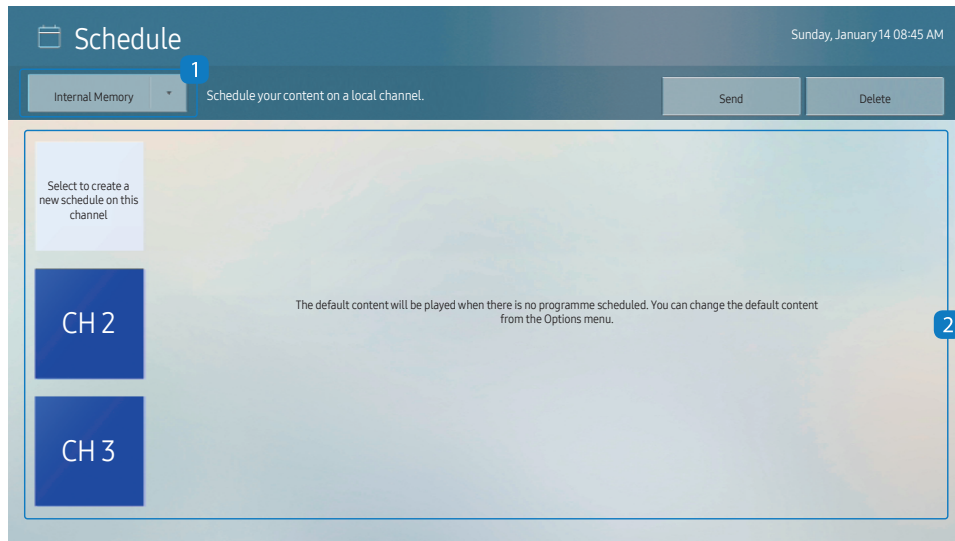 Schedule
Sunday, January 14 08:45 AM
1
Internal Memory
Schedule your content on a local channel.
Send
Delete
Select to create a
new schedule on this
channel
CH 2
The default content will be played when there is no programme scheduled. You can change the default content
from the Options menu.
2
CH 3